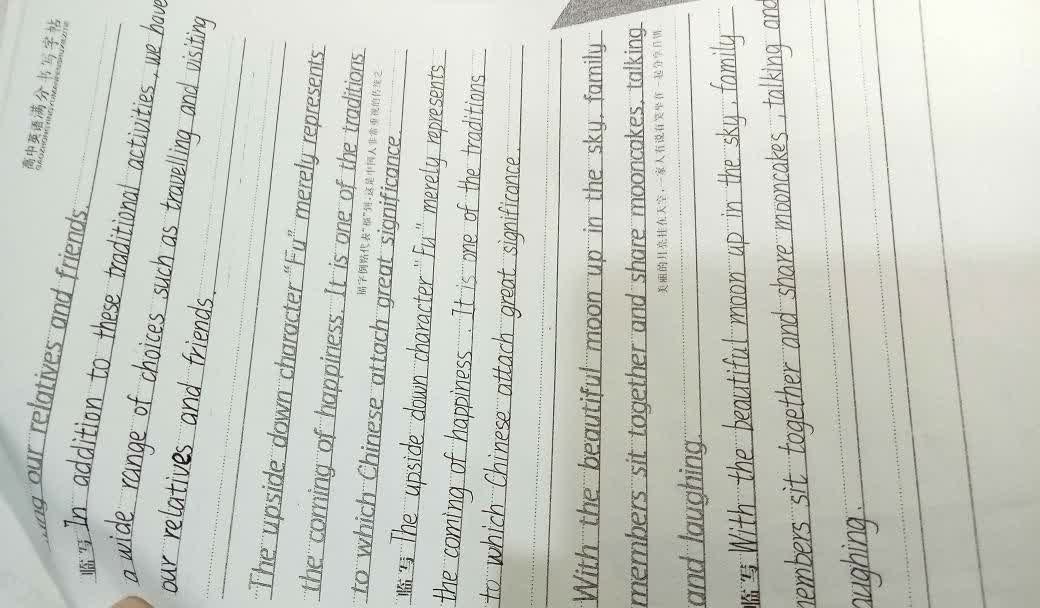 高中英语满分书写字帖
GAOZHONGYINGYUMANFENSHUXIEZITIE
our relatives and friends.
临写 In addition to these traditional activities, we have
a wide range of choices such as travelling and visiting
our relatives and friends.
The upside down character "Fu" merely represents
the coming of happiness. It is one of the traditions
福字倒贴代表"福"到,这是中国人非常重视的传统之
to which Chinese attach great significance.
临写 The upside down character "Fu" merely represents
the coming of happiness. It is one of the traditions
to which Chinese attach great significance.
With the beautiful moon up in the sky, family
members sit together and share mooncakes, talking
美丽的月亮挂在天空,一家人有说有笑坐在一起分享月饼
and laughing.
临写 With the beautiful moon up in the sky, family
members sit together and share mooncakes, talking and
laughing.